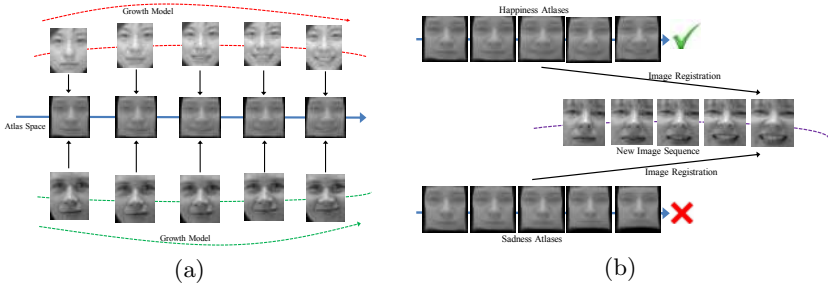 Growth Model
Atlas Space
Growth Model
(a)
Happiness Atlases
Image Registration
New Image Sequence
Image Registration
Sadness Atlases
(b)